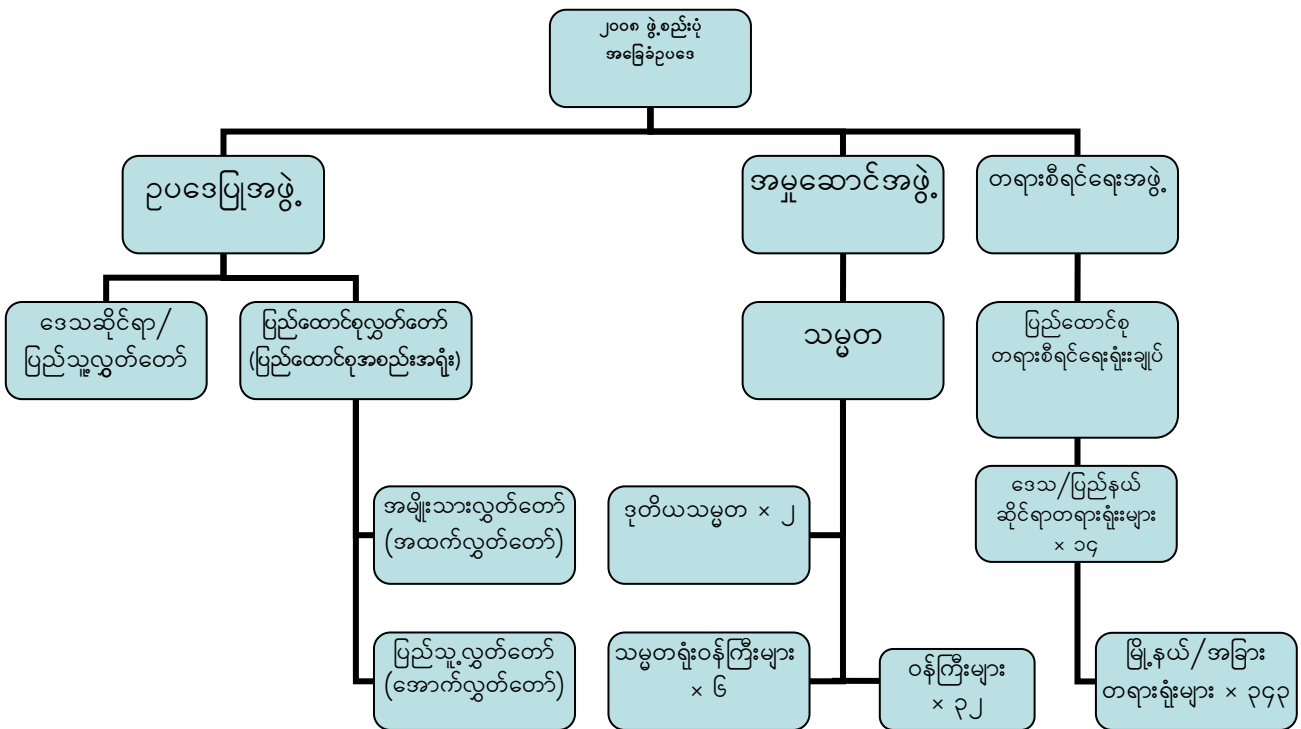 ၂၀၀၈ ဖွဲ့စည်းပုံ
အခြေခံဥပဒေ
ဥပဒေပြုအဖွဲ့
အမှုဆောင်အဖွဲ့
တရားစီရင်ရေးအဖွဲ့
ဒေသဆိုင်ရာ/
ပြည်သူ့လွှတ်တော်
ပြည်ထောင်စုလွှတ်တော်
(ပြည်ထောင်စုအစည်းအရုံး)
သမ္မတ
ပြည်ထောင်စု
တရားစီရင်ရေးရုံးချုပ်
အမျိုးသားလွှတ်တော်
(အထက်လွှတ်တော်)
ဒုတိယသမ္မတ × ၂
ဒေသ/ပြည်နယ်
ဆိုင်ရာတရားရုံးများ
× ၁၄
ပြည်သူ့လွှတ်တော်
(အောက်လွှတ်တော်)
သမ္မတရုံးဝန်ကြီးများ
× ၆
ဝန်ကြီးများ
× ၃၂
မြို့နယ်/အခြား
တရားရုံးများ × ၃၄၃